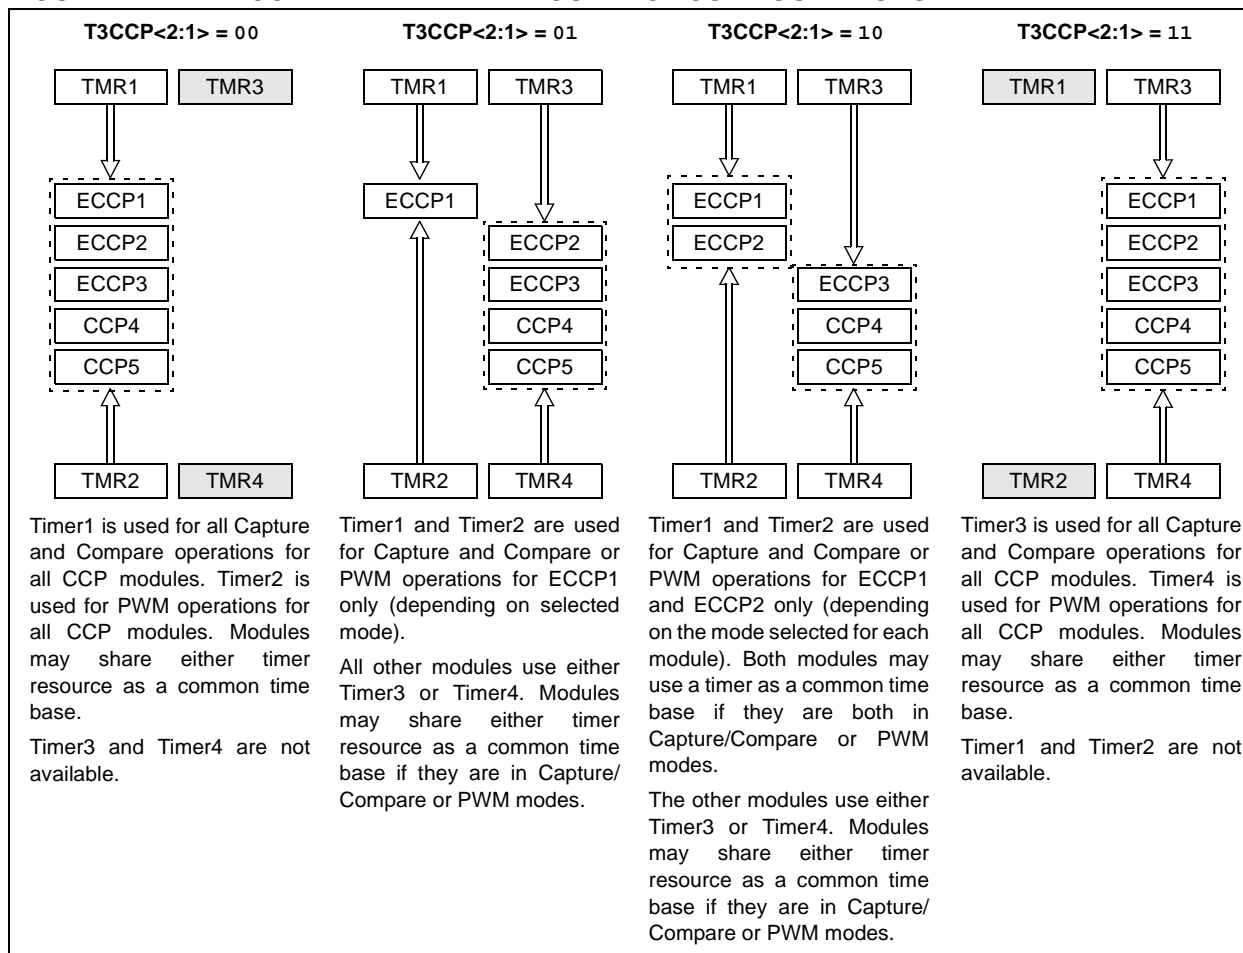 T3CCP<2:1> = 00
TMR1 TMR3
ECCP1
ECCP2
ECCP3
CCP4
CCP5
TMR2 TMR4
Timer1 is used for all Capture
and Compare operations for
all CCP modules. Timer2 is
used for PWM operations for
all CCP modules. Modules
may share either timer
resource as a common time
base.
Timer3 and Timer4 are not
available.
T3CCP<2:1> = 01
TMR1 TMR3
ECCP1
ECCP2
ECCP3
CCP4
CCP5
TMR2 TMR4
Timer1 and Timer2 are used
for Capture and Compare or
PWM operations for ECCP1
only (depending on selected
mode).
All other modules use either
Timer3 or Timer4. Modules
may share either timer
resource as a common time
base if they are in Capture/
Compare or PWM modes.
T3CCP<2:1> = 10
TMR1 TMR3
ECCP1
ECCP2
ECCP3
CCP4
CCP5
TMR2 TMR4
Timer1 and Timer2 are used
for Capture and Compare or
PWM operations for ECCP1
and ECCP2 only (depending
on the mode selected for each
module). Both modules may
use a timer as a common time
base if they are both in
Capture/Compare or PWM
modes.
The other modules use either
Timer3 or Timer4. Modules
may share either timer
resource as a common time
base if they are in Capture/
Compare or PWM modes.
T3CCP<2:1> = 11
TMR1 TMR3
ECCP1
ECCP2
ECCP3
CCP4
CCP5
TMR2 TMR4
Timer3 is used for all Capture
and Compare operations for
all CCP modules. Timer4 is
used for PWM operations for
all CCP modules. Modules
may share either timer
resource as a common time
base.
Timer1 and Timer2 are not
available.